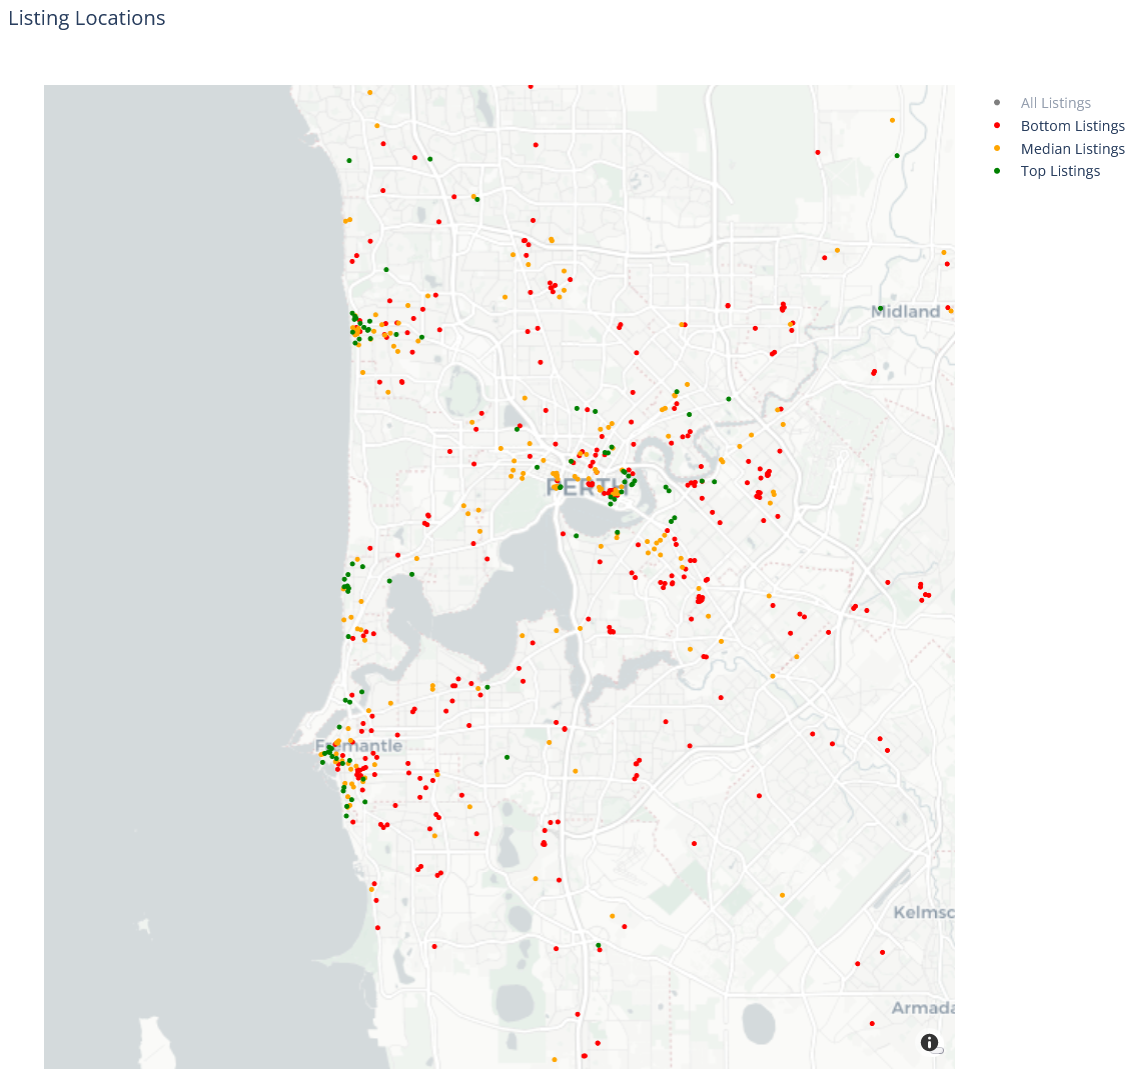 Listing Locations
All Listings
Bottom Listings
Median Listings
Top Listings
Midland
PERTH
Fremantle
Kelmsc
Armada